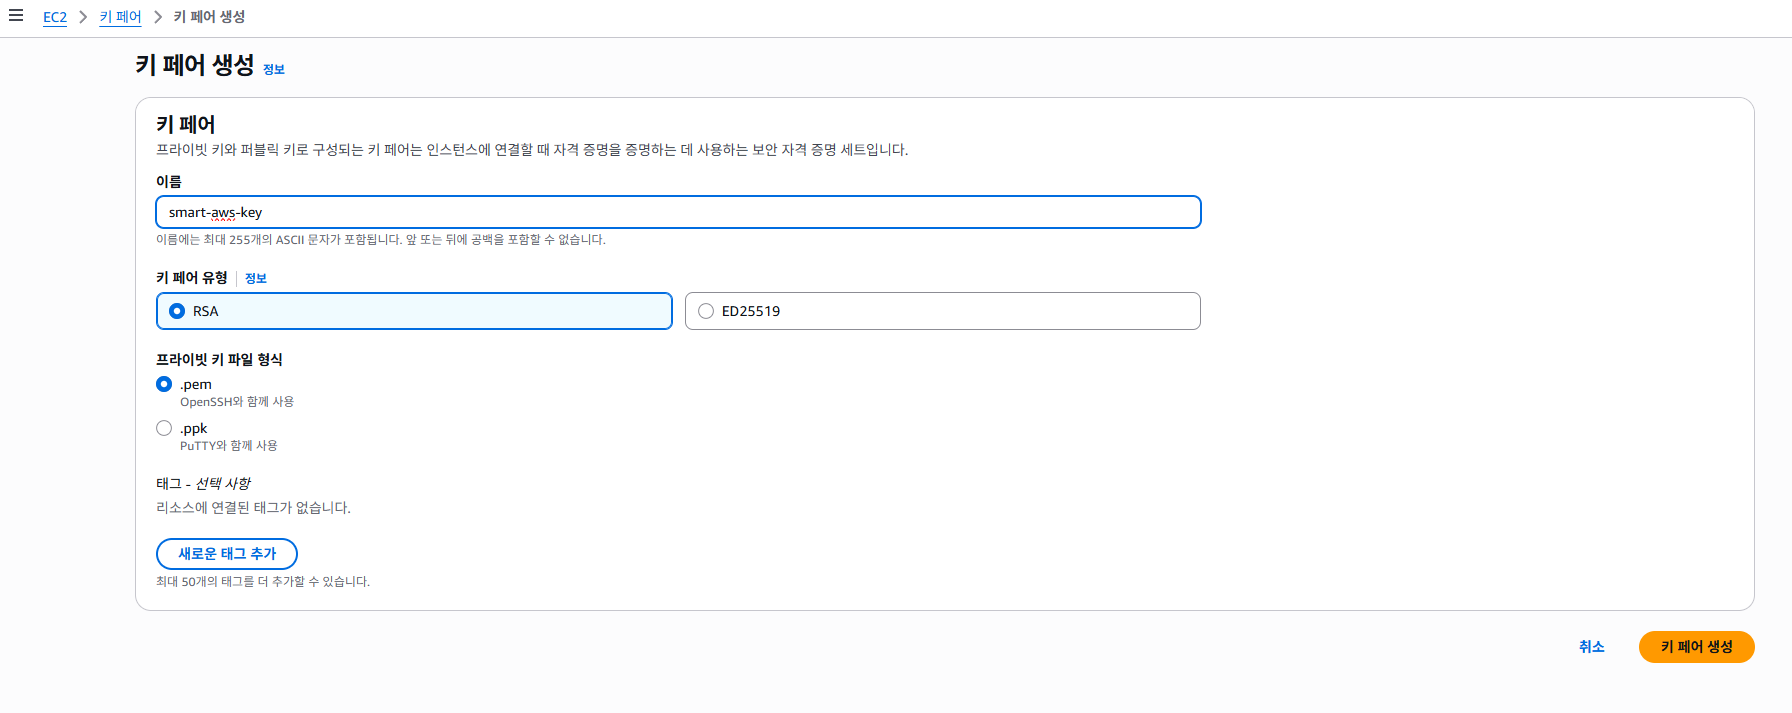 EC2 > 키 페어 > 키 페어 생성
키 페어 생성 정보
키 페어
프라이빗 키와 퍼블릭 키로 구성되는 키 페어는 인스턴스에 연결할 때 자격 증명을 증명하는 데 사용하는 보안 자격 증명 세트입니다.
이름
smart-aws-key
이름에는 최대 255개의 ASCII 문자가 포함됩니다. 앞 또는 뒤에 공백을 포함할 수 없습니다.
키 페어 유형 | 정보
RSA ED25519
프라이빗 키 파일 형식
.pem
OpenSSH와 함께 사용
.ppk
PuTTY와 함께 사용
태그 - 선택 사항
리소스에 연결된 태그가 없습니다.
새로운 태그 추가
최대 50개의 태그를 더 추가할 수 있습니다.
취소 키 페어 생성